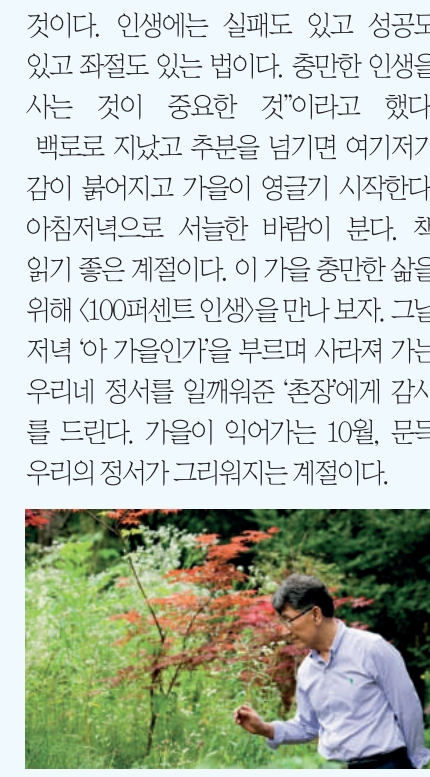 것이다. 인생에는 실패도 있고 성공도
있고 좌절도 있는 법이다. 충만한 인생을
사는 것이 중요한 것”이라고 했다
백로로 지났고 추분을 넘기면 여기저기
감이 붉어지고 가을이 영글기 시작한다
아침저녁으로 서늘한 바람이 분다. 책
읽기 좋은 계절이다. 이 가을 충만한 삶을
위해 〈100퍼센트 인생〉을 만나 보자. 그날
저녁 ‘아 가을인가’을 부르며 사라져 가는
우리네 정서를 일깨워준 ‘촌장’에게 감사
를 드린다. 가을이 익어가는 10월, 문득
우리의 정서가 그리워지는 계절이다.